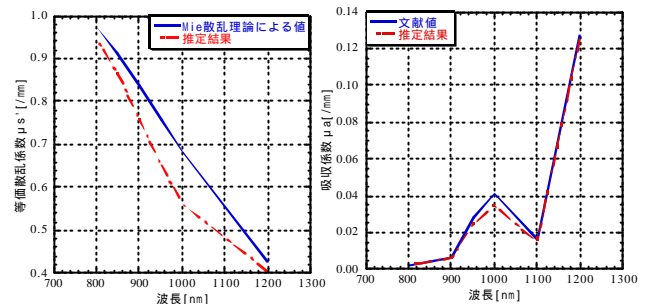 Mie散乱理論による値
推定結果
等価散乱係数 μs'[/mm]
1.0
0.9
0.8
0.7
0.6
0.5
0.4
700 800 900 1000 1100 1200 1300
波長[nm]
文献値
推定結果
吸収係数 μa[/mm]
0.14
0.12
0.10
0.08
0.06
0.04
0.02
0.00
700 800 900 1000 1100 1200 1300
波長[nm]